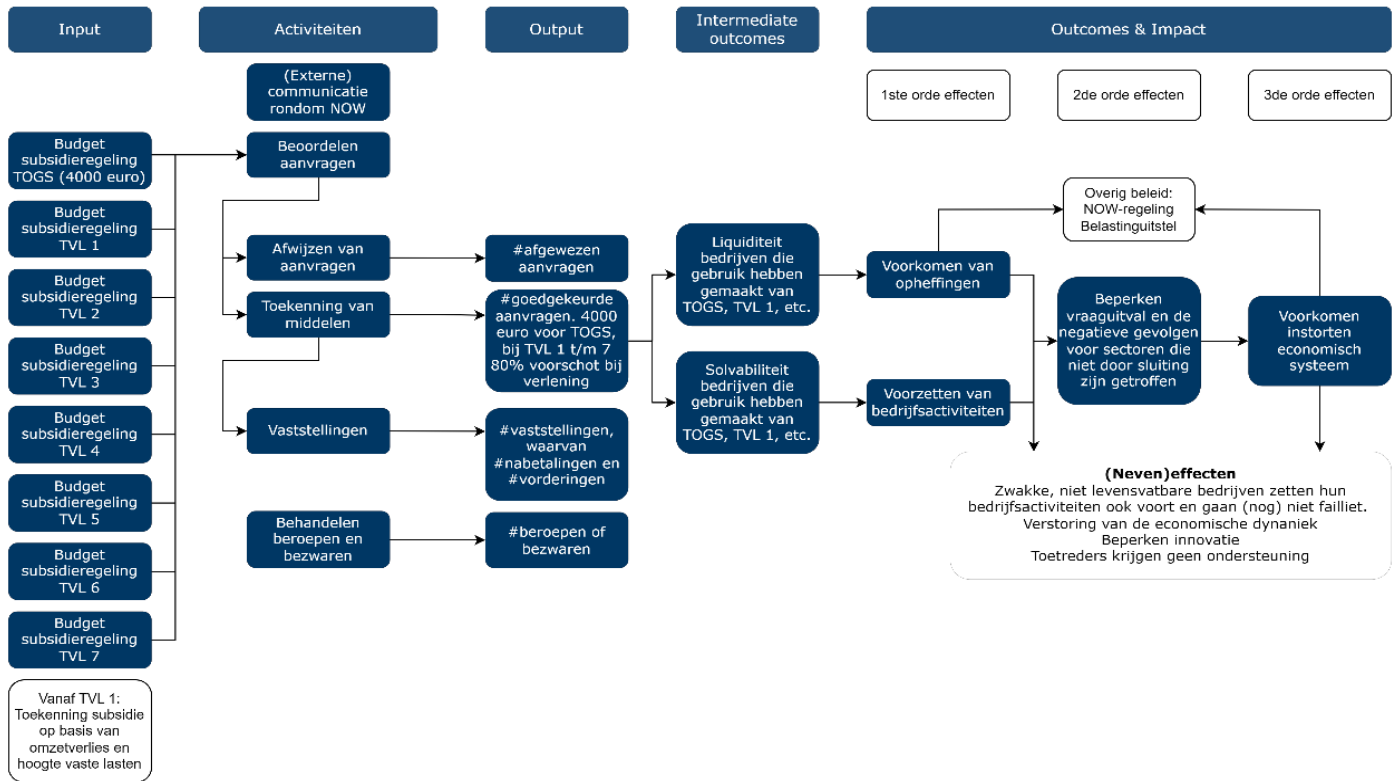 Input
Activiteiten
Output
Intermediate
outcomes
Outcomes & Impact
1ste orde effecten
2de orde effecten
3de orde effecten
(Externe)
communicatie
rondom NOW
Budget
subsidieregeling
TOGS (4000 euro)
Budget
subsidieregeling
TVL 1
Budget
subsidieregeling
TVL 2
Budget
subsidieregeling
TVL 3
Budget
subsidieregeling
TVL 4
Budget
subsidieregeling
TVL 5
Budget
subsidieregeling
TVL 6
Budget
subsidieregeling
TVL 7
Vanaf TVL 1:
Toekenning subsidie
op basis van
omzetverlies en
hoogte vaste lasten
Beoordelen
aanvragen
Afwijzen van
aanvragen
Toekenning van
middelen
Vaststellingen
Behandelen
beroepen en
bezwaren
#afgewezen
aanvragen
#goedgekeurde
aanvragen. 4000
euro voor TOGS,
bij TVL 1 t/m 7
80% voorschot bij
verlening
#vaststellingen,
waarvan
#nabetalingen en
#vorderingen
#beroepen of
bezwaren
Liquiditeit
bedrijven die
gebruik hebben
gemaakt van
TOGS, TVL 1, etc.
Solvabiliteit
bedrijven die
gebruik hebben
gemaakt van
TOGS, TVL 1, etc.
Voorkomen van
opheffingen
Voorzetten van
bedrijfsactiviteiten
Overig beleid:
NOW-regeling
Belastinguitstel
Beperken
vraaguitval en de
negatieve gevolgen
voor sectoren die
niet door sluiting
zijn getroffen
Voorkomen
instorten
economisch
systeem
(Neven)effecten
Zwakke, niet levensvatbare bedrijven zetten hun
bedrijfsactiviteiten ook voort en gaan (nog) niet failliet.
Verstoring van de economische dynaniek
Beperken innovatie
Toetreders krijgen geen ondersteuning